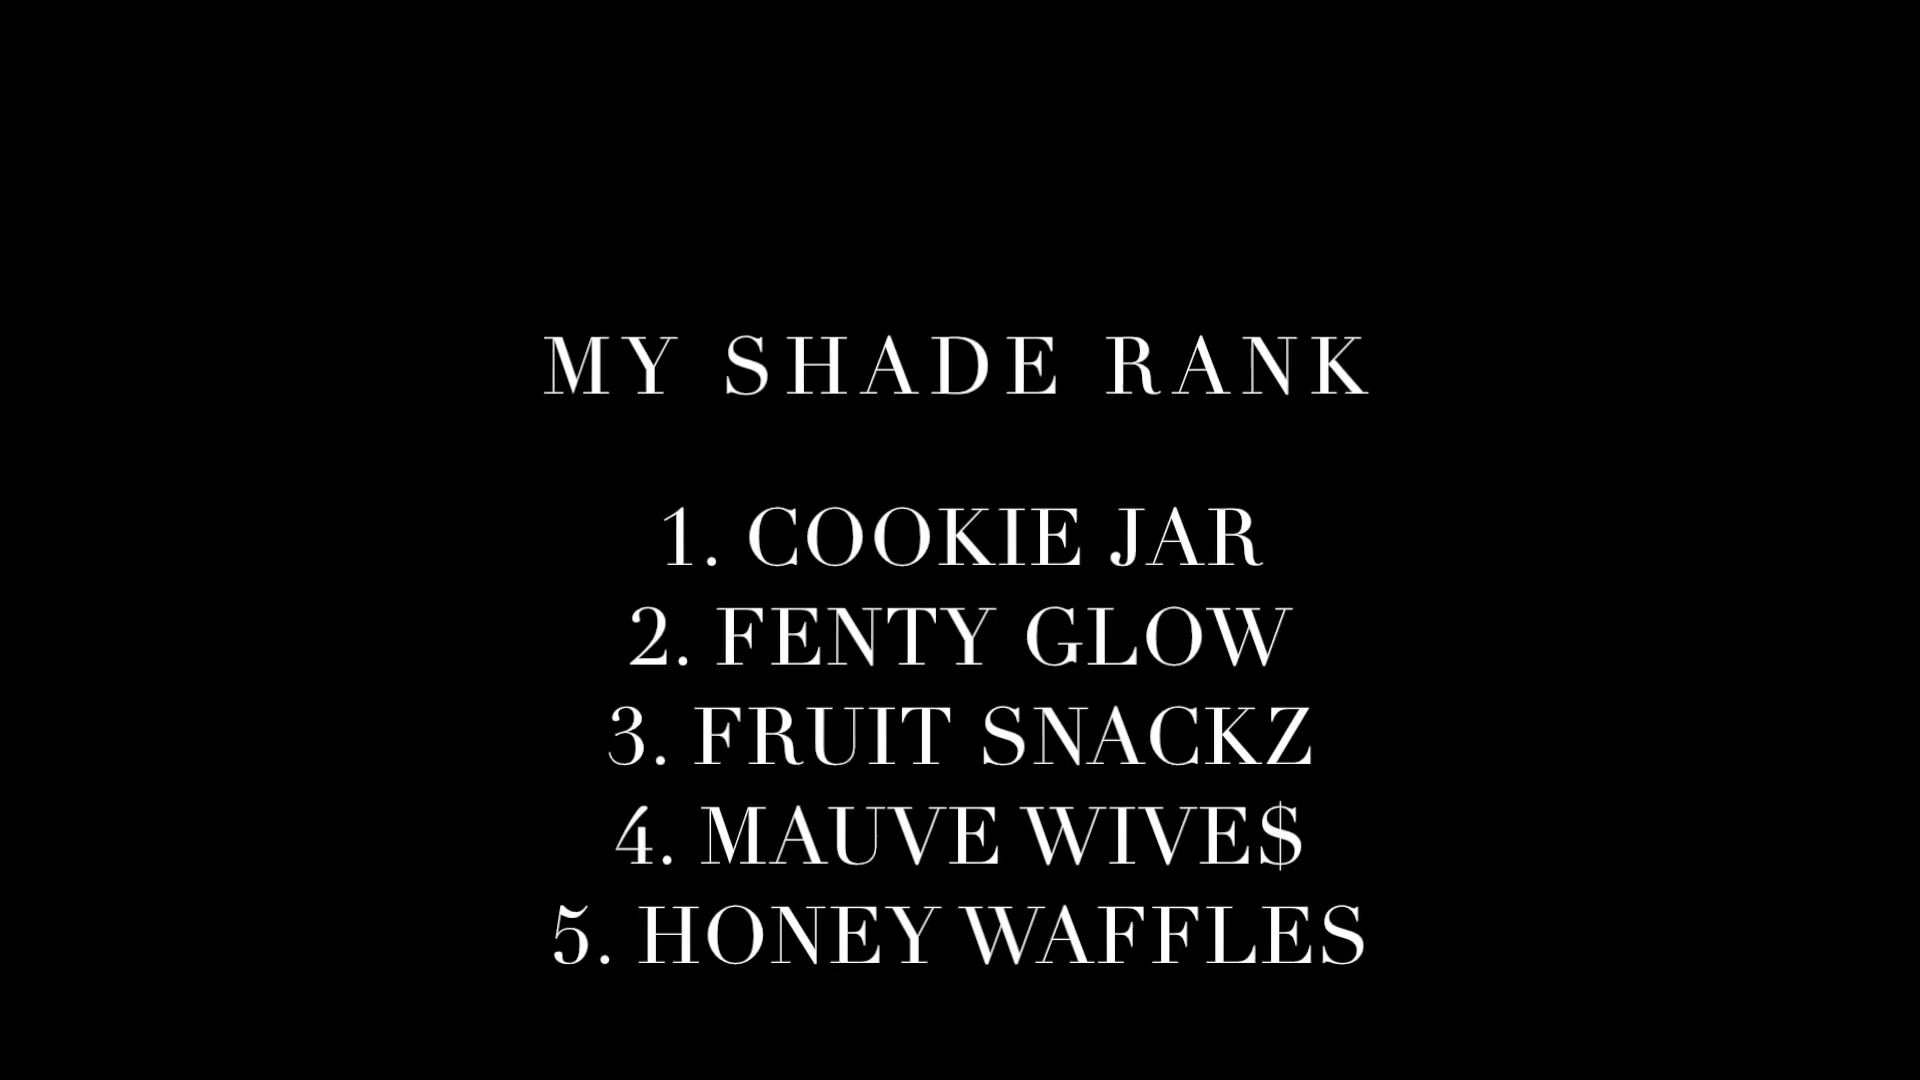 MY SHADE RANK
1. COOKIE JAR
2. FENTY GLOW
3. FRUIT SNACKZ
4. MAUVE WIVE$
5. HONEY WAFFLES